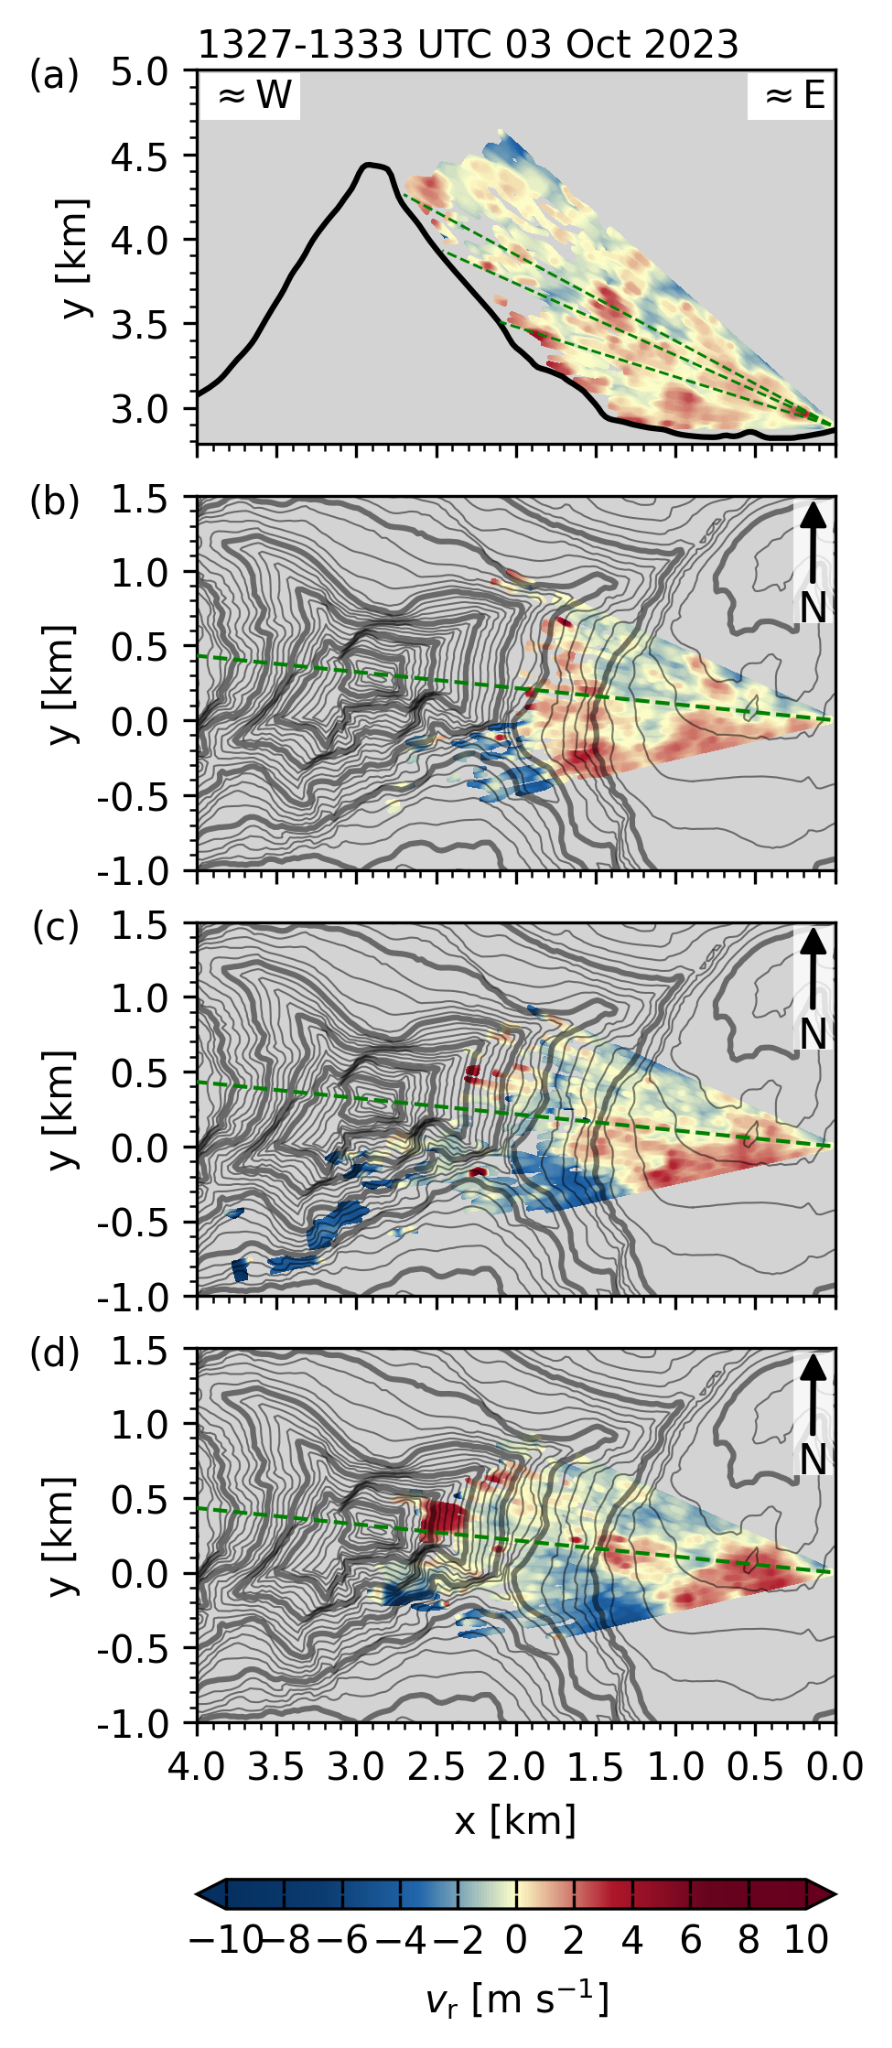 1327-1333 UTC 03 Oct 2023
(a)
≈W
≈E
5.0
4.5
4.0
3.5
3.0
y [km]
(b)
1.5
1.0
0.5
0.0
-0.5
-1.0
y [km]
N
(c)
1.5
1.0
0.5
0.0
-0.5
-1.0
y [km]
N
(d)
1.5
1.0
0.5
0.0
-0.5
-1.0
y [km]
N
4.0 3.5 3.0 2.5 2.0 1.5 1.0 0.5 0.0
x [km]
−10 −8 −6 −4 −2 0 2 4 6 8 10
vr [m s−1]